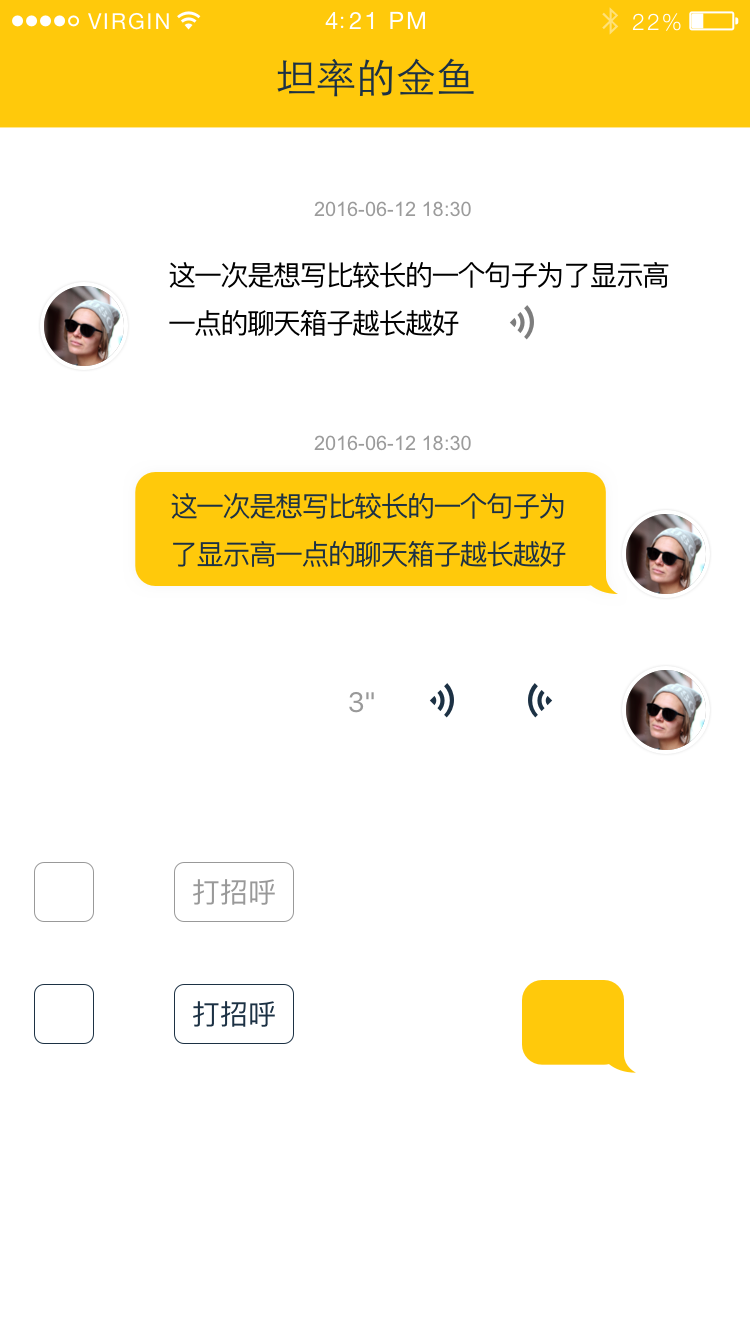 VIRGIN 4:21 PM 22%
坦率的金鱼
2016-06-12 18:30
这一次是想写比较长的一个句子为了显示高
一点的聊天箱子越长越好
2016-06-12 18:30
这一次是想写比较长的一个句子为
了显示高一点的聊天箱子越长越好
3"
打招呼
打招呼